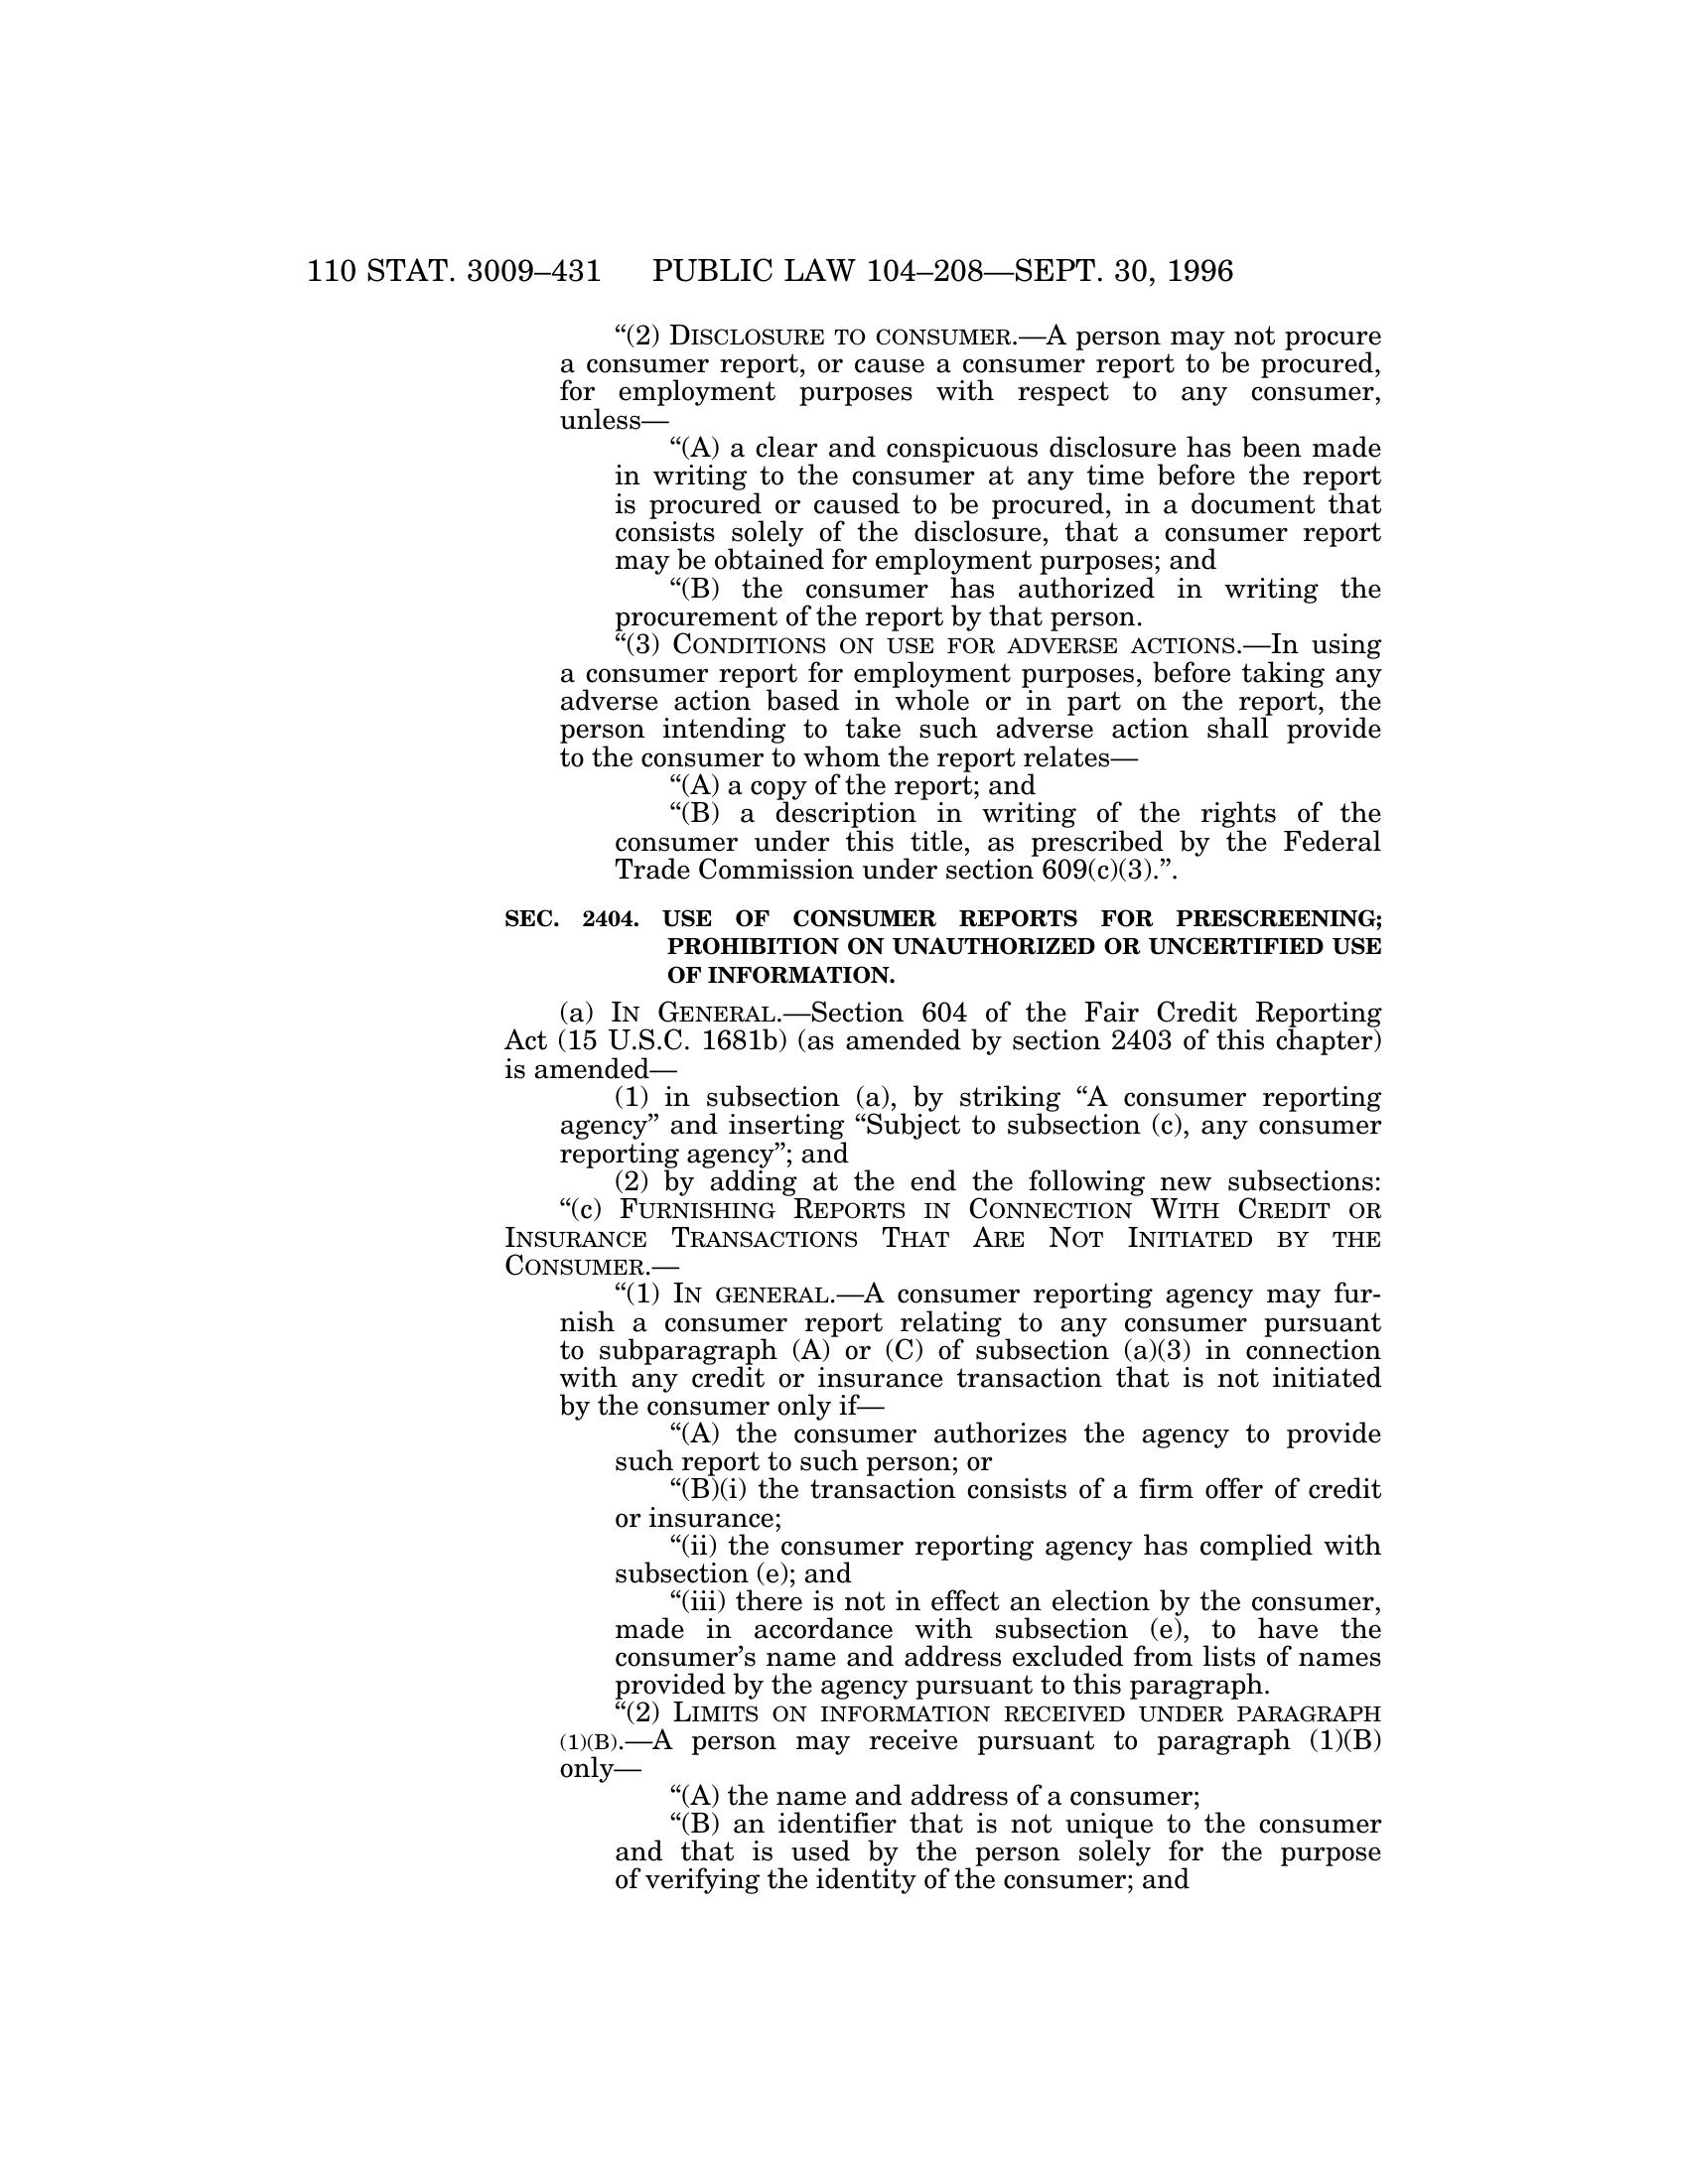 110 STAT. 3009–431 PUBLIC LAW 104–208—SEPT. 30, 1996
“(2) DISCLOSURE TO CONSUMER.—A person may not procure
a consumer report, or cause a consumer report to be procured,
for employment purposes with respect to any consumer,
unless—
“(A) a clear and conspicuous disclosure has been made
in writing to the consumer at any time before the report
is procured or caused to be procured, in a document that
consists solely of the disclosure, that a consumer report
may be obtained for employment purposes; and
“(B) the consumer has authorized in writing the
procurement of the report by that person.
“(3) CONDITIONS ON USE FOR ADVERSE ACTIONS.—In using
a consumer report for employment purposes, before taking any
adverse action based in whole or in part on the report, the
person intending to take such adverse action shall provide
to the consumer to whom the report relates—
“(A) a copy of the report; and
“(B) a description in writing of the rights of the
consumer under this title, as prescribed by the Federal
Trade Commission under section 609(c)(3).”.
SEC. 2404. USE OF CONSUMER REPORTS FOR PRESCREENING;
PROHIBITION ON UNAUTHORIZED OR UNCERTIFIED USE
OF INFORMATION.
(a) IN GENERAL.—Section 604 of the Fair Credit Reporting
Act (15 U.S.C. 1681b) (as amended by section 2403 of this chapter)
is amended—
(1) in subsection (a), by striking “A consumer reporting
agency” and inserting “Subject to subsection (c), any consumer
reporting agency”; and
(2) by adding at the end the following new subsections:
“(c) FURNISHING REPORTS IN CONNECTION WITH CREDIT OR
INSURANCE TRANSACTIONS THAT ARE NOT INITIATED BY THE
CONSUMER.—
“(1) IN GENERAL.—A consumer reporting agency may fur-
nish a consumer report relating to any consumer pursuant
to subparagraph (A) or (C) of subsection (a)(3) in connection
with any credit or insurance transaction that is not initiated
by the consumer only if—
“(A) the consumer authorizes the agency to provide
such report to such person; or
“(B)(i) the transaction consists of a firm offer of credit
or insurance;
“(ii) the consumer reporting agency has complied with
subsection (e); and
“(iii) there is not in effect an election by the consumer,
made in accordance with subsection (e), to have the
consumer’s name and address excluded from lists of names
provided by the agency pursuant to this paragraph.
“(2) LIMITS ON INFORMATION RECEIVED UNDER PARAGRAPH
(1)(B).—A person may receive pursuant to paragraph (1)(B)
only—
“(A) the name and address of a consumer;
“(B) an identifier that is not unique to the consumer
and that is used by the person solely for the purpose
of verifying the identity of the consumer; and